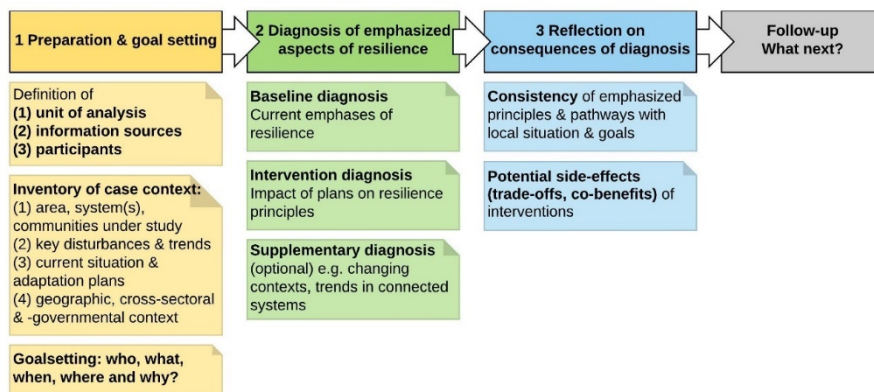 1 Preparation & goal setting
2 Diagnosis of emphasized
aspects of resilience
3 Reflection on
consequences of diagnosis
Follow-up
What next?
Definition of
(1) unit of analysis
(2) information sources
(3) participants
Inventory of case context:
(1) area, system(s),
communities under study
(2) key disturbances & trends
(3) current situation &
adaptation plans
(4) geographic, cross-sectoral
& -governmental context
Goalsetting: who, what,
when, where and why?
Baseline diagnosis
Current emphases of
resilience
Intervention diagnosis
Impact of plans on resilience
principles
Supplementary diagnosis
(optional) e.g. changing
contexts, trends in connected
systems
Consistency of emphasized
principles & pathways with
local situation & goals
Potential side-effects
(trade-offs, co-benefits) of
interventions